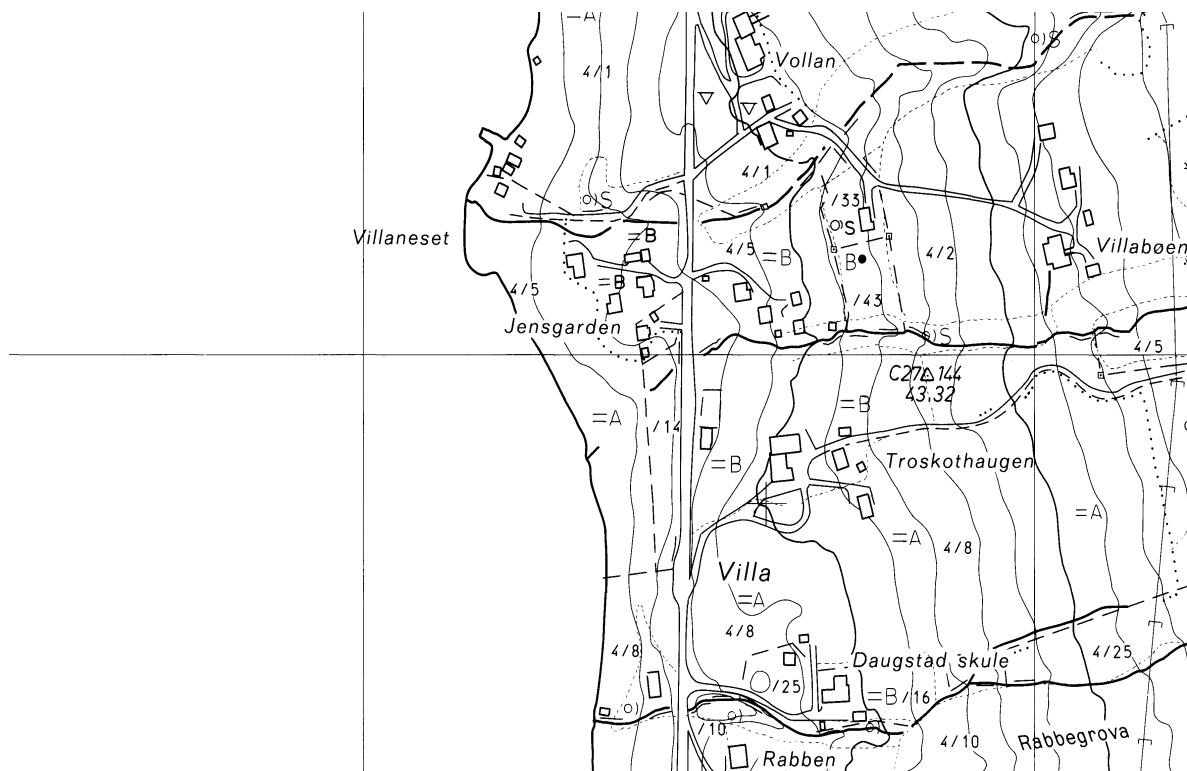 =A
S
Vollan
4/1
4/1
S
/33
S
Villaneset
=B
4/5
=B
4/2
Villabøen
B
=B
4/5
/43
Jensgarden
S
4/5
C27 144
43,32
=A
/14
=B
=B
Troskothaugen
=A
=A
4/8
Villa
=A
4/8
4/8
Daugstad skule
4/25
/25
=B /16
/10
4/10
Rabbegrova
Rabben